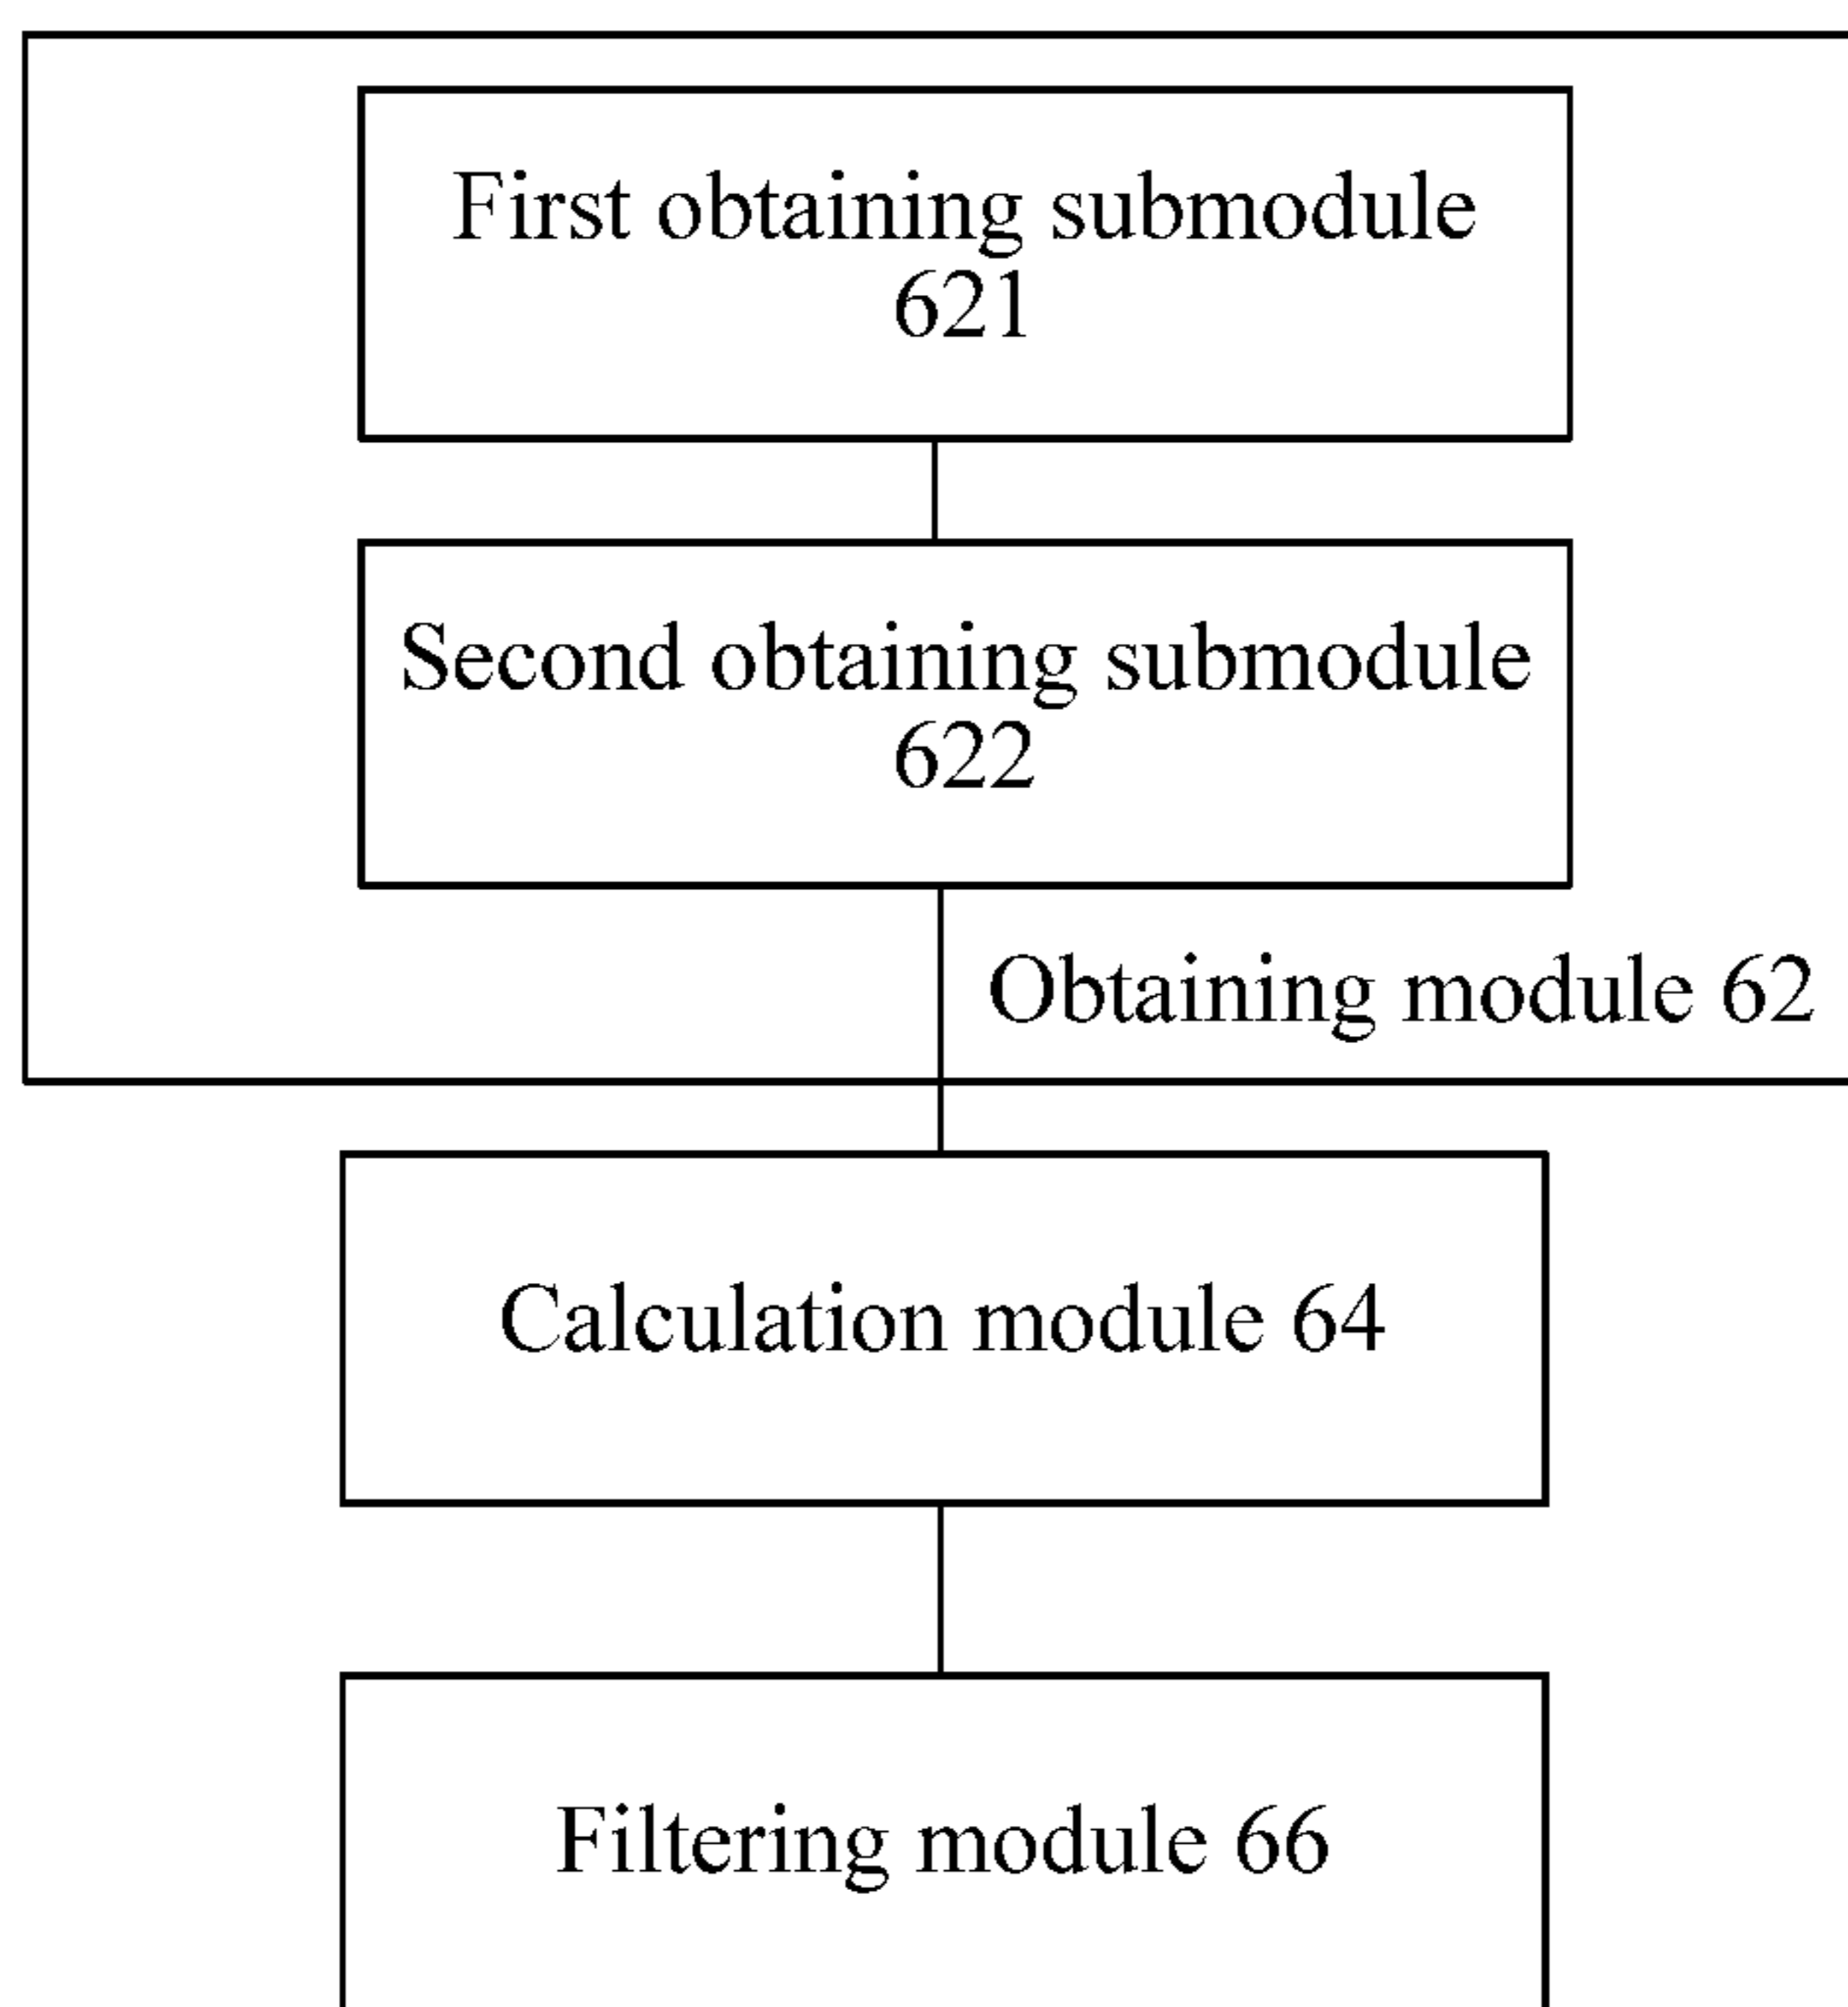 First obtaining submodule
621
Second obtaining submodule
622
Obtaining module 62
Calculation module 64
Filtering module 66